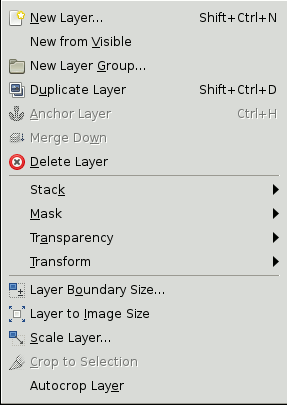 New Layer... Shift+Ctrl+N
New from Visible
New Layer Group...
Duplicate Layer Shift+Ctrl+D
Anchor Layer Ctrl+H
Merge Down
Delete Layer
Stack
Mask
Transparency
Transform
Layer Boundary Size...
Layer to Image Size
Scale Layer...
Crop to Selection
Autocrop Layer